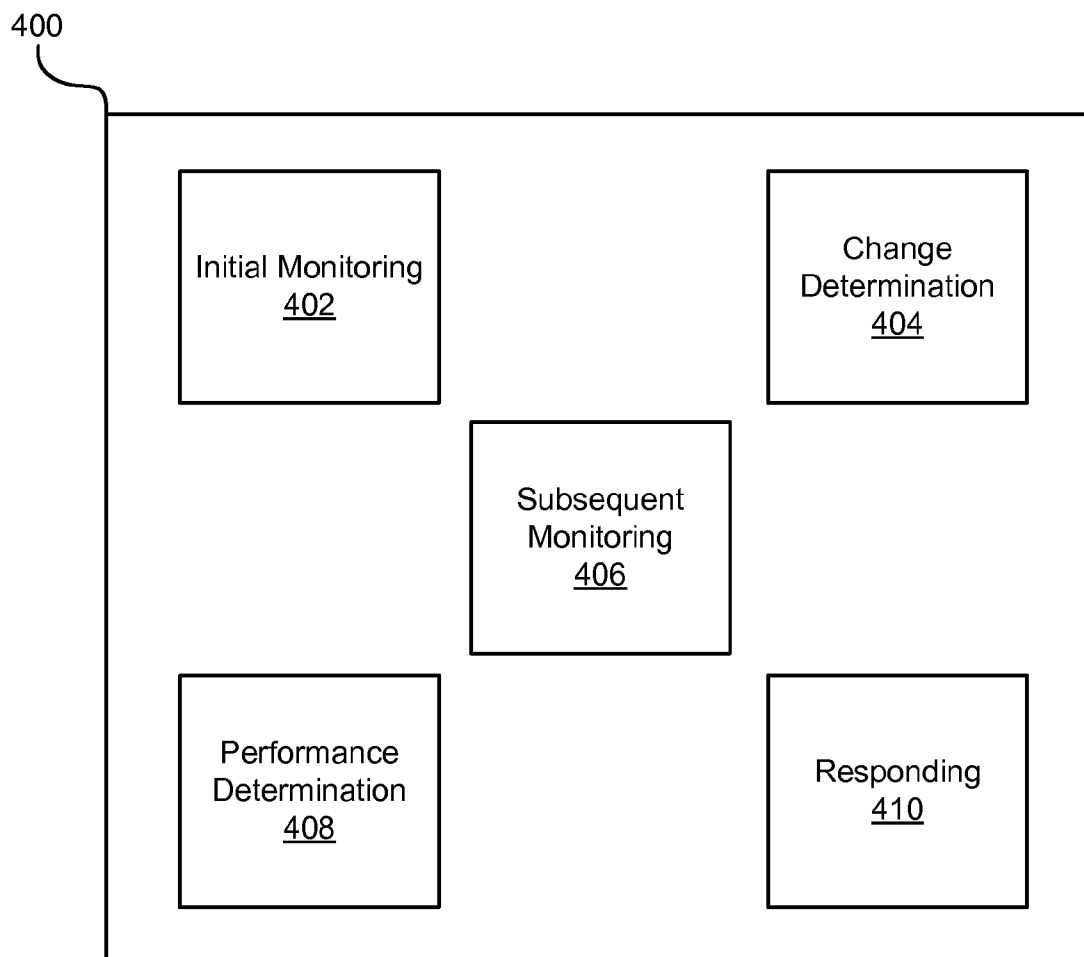 400
Initial Monitoring
402
Change
Determination
404
Subsequent
Monitoring
406
Performance
Determination
408
Responding
410